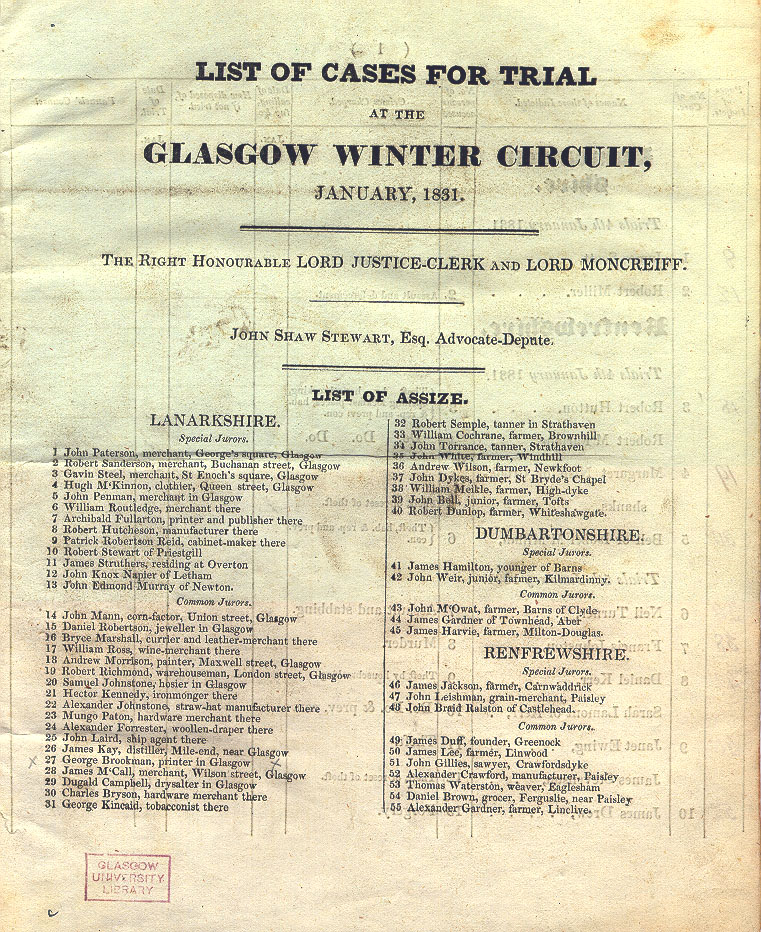 LIST OF CASES FOR TRIAL
AT THE
GLASGOW WINTER CIRCUIT,
JANUARY, 1831.
THE RIGHT HONOURABLE LORD JUSTICE-CLERK AND LORD MONCREIFF.
JOHN SHAW STEWART, Esq. Advocate-Depute.
LIST OF ASSIZE.
LANARKSHIRE.
Special Jurors.
1 John Paterson, merchant, George's square, Glasgow
2 Robert Sanderson, merchant, Buchanan street, Glasgow
3 Gavin Steel, merchant, St Enoch's square, Glasgow
4 Hugh M'Kinnon, clothier, Queen street, Glasgow
5 John Penman, merchant in Glasgow
6 William Routledge, merchant there
7 Archibald Fullarton, printer and publisher there
8 Robert Hutcheson, manufacturer there
9 Patrick Robertson Reid, cabinet-maker there
10 Robert Stewart of Priestgill
11 James Struthers, residing at Overton
12 John Knox Napier of Letham
13 John Edmond Murray of Newton.
Common Jurors.
14 John Mann, corn-factor, Union street, Glasgow
15 Daniel Robertson, jeweller in Glasgow
16 Bryce Marshall, currier and leather-merchant there
17 William Ross, wine-merchant there
18 Andrew Morrison, painter, Maxwell street, Glasgow
19 Robert Richmond, warehouseman, London street, Glasgow
20 Samuel Johnstone, hosier in Glasgow
21 Hector Kennedy, ironmonger there
22 Alexander Johnstone, straw-hat manufacturer there
23 Mungo Paton, hardware merchant there
24 Alexander Forrester, woollen-draper there
25 John Laird, ship agent there
26 James Kay, distiller, Mile-end, near Glasgow
27 George Brookman, printer in Glasgow
28 James M'Call, merchant, Wilson street, Glasgow
29 Dugald Campbell, drysalter in Glasgow
30 Charles Bryson, hardware merchant there
31 George Kincaid, tobacconist there
32 Robert Semple, tanner in Strathaven
33 William Cochrane, farmer, Brownhill
34 John Torrance, tanner, Strathaven
35 John White, farmer, Windhill
36 Andrew Wilson, farmer, Newkfoot
37 John Dykes, farmer, St Bryde's Chapel
38 William Meikle, farmer, High-dyke
39 John Bell, junior, farmer, Tofts
40 Robert Dunlop, farmer, Whiteshawgate.
DUMBARTONSHIRE.
Special Jurors.
41 James Hamilton, younger of Barns
42 John Weir, junior, farmer, Kilmardinny.
Common Jurors.
43 John M'Owat, farmer, Barns of Clyde
44 James Gardner of Townhead, Aber
45 James Harvie, farmer, Milton-Douglas.
RENFREWSHIRE.
Special Jurors.
46 James Jackson, farmer, Carnwaddrick
47 John Leishman, grain-merchant, Paisley
48 John Braid Ralston of Castlehead.
Common Jurors.
49 James Duff, founder, Greenock
50 James Lee, farmer, Linwood
51 John Gillies, sawyer, Crawfordsdyke
52 Alexander Crawford, manufacturer, Paisley
53 Thomas Waterston, weaver, Eaglesham
54 Daniel Brown, grocer, Ferguslie, near Paisley
55 Alexander Gardner, farmer, Linclive.
GLASGOW
UNIVERSITY
LIBRARY